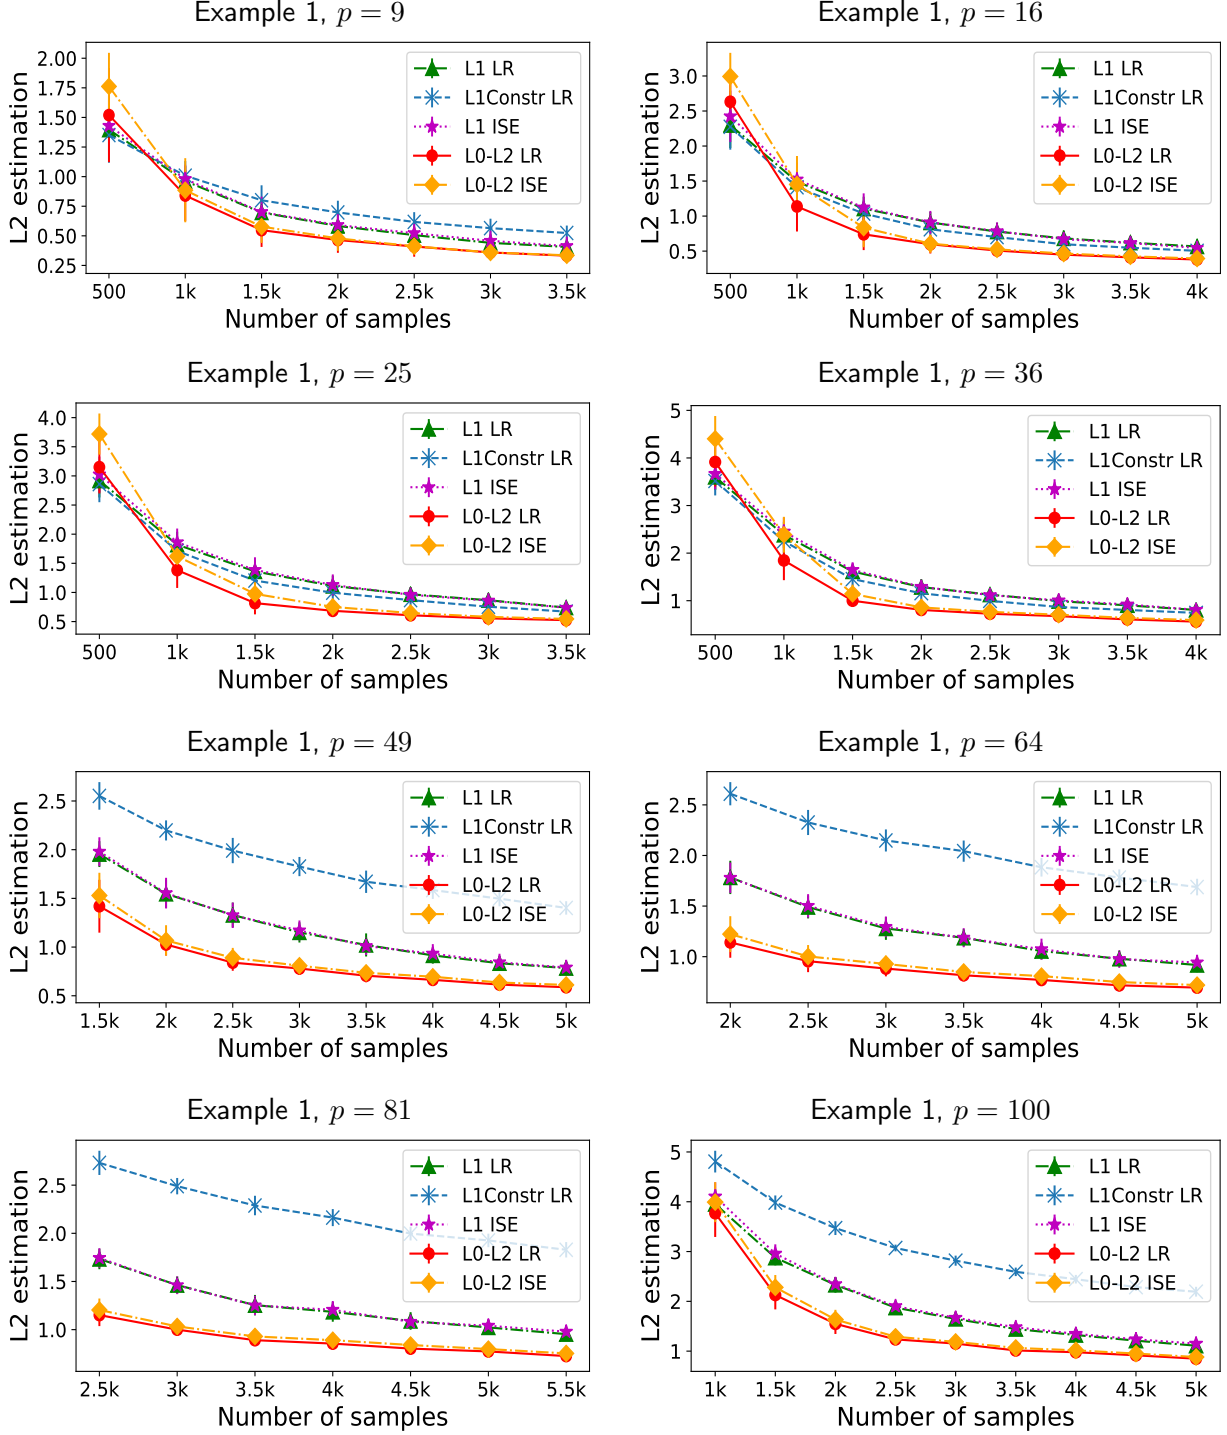 Example 1, p = 9
L2 estimation
2.00
1.75
1.50
1.25
1.00
0.75
0.50
0.25
L1 LR
L1Constr LR
L1 ISE
L0-L2 LR
L0-L2 ISE
500 1k 1.5k 2k 2.5k 3k 3.5k
Number of samples
Example 1, p = 16
L2 estimation
3.0
2.5
2.0
1.5
1.0
0.5
L1 LR
L1Constr LR
L1 ISE
L0-L2 LR
L0-L2 ISE
500 1k 1.5k 2k 2.5k 3k 3.5k 4k
Number of samples
Example 1, p = 25
L2 estimation
4.0
3.5
3.0
2.5
2.0
1.5
1.0
0.5
L1 LR
L1Constr LR
L1 ISE
L0-L2 LR
L0-L2 ISE
500 1k 1.5k 2k 2.5k 3k 3.5k
Number of samples
Example 1, p = 36
L2 estimation
5
4
3
2
1
L1 LR
L1Constr LR
L1 ISE
L0-L2 LR
L0-L2 ISE
500 1k 1.5k 2k 2.5k 3k 3.5k 4k
Number of samples
Example 1, p = 49
L2 estimation
2.5
2.0
1.5
1.0
0.5
L1 LR
L1Constr LR
L1 ISE
L0-L2 LR
L0-L2 ISE
1.5k 2k 2.5k 3k 3.5k 4k 4.5k 5k
Number of samples
Example 1, p = 64
L2 estimation
2.5
2.0
1.5
1.0
L1 LR
L1Constr LR
L1 ISE
L0-L2 LR
L0-L2 ISE
2k 2.5k 3k 3.5k 4k 4.5k 5k
Number of samples
Example 1, p = 81
L2 estimation
2.5
2.0
1.5
1.0
L1 LR
L1Constr LR
L1 ISE
L0-L2 LR
L0-L2 ISE
2.5k 3k 3.5k 4k 4.5k 5k 5.5k
Number of samples
Example 1, p = 100
L2 estimation
5
4
3
2
1
L1 LR
L1Constr LR
L1 ISE
L0-L2 LR
L0-L2 ISE
1k 1.5k 2k 2.5k 3k 3.5k 4k 4.5k 5k
Number of samples